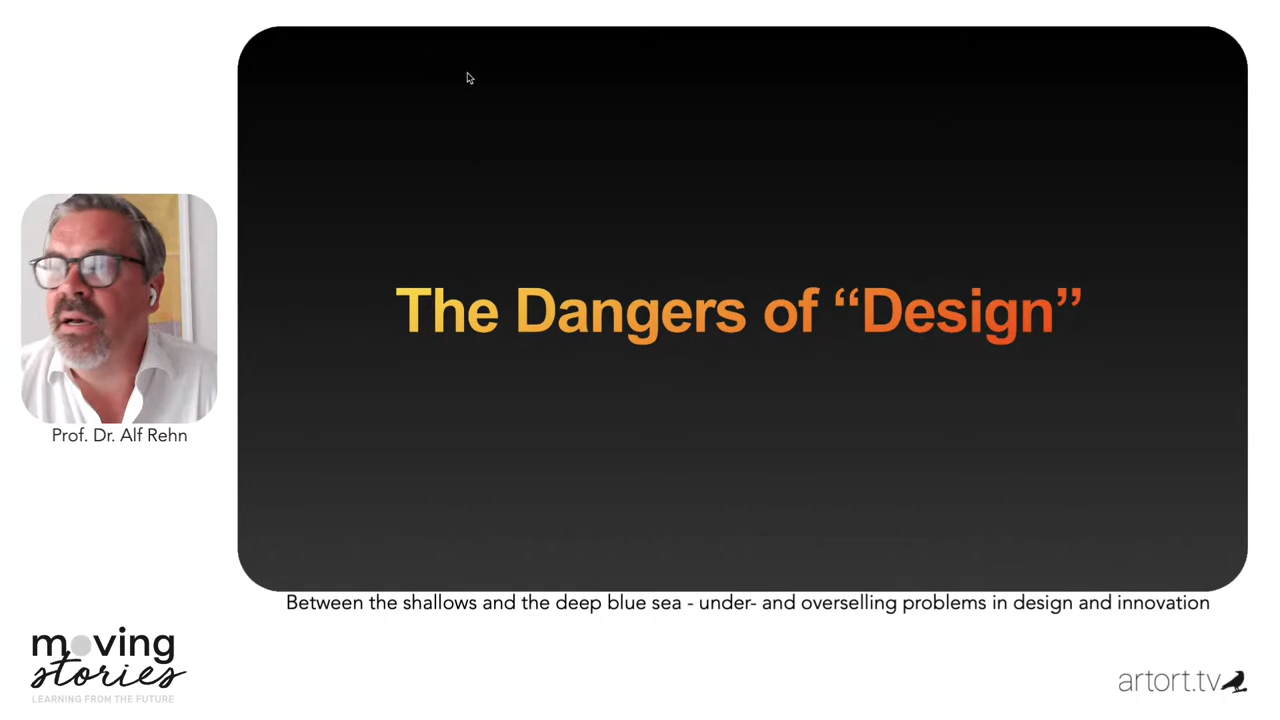 The Dangers of “Design”
Prof. Dr. Alf Rehn
Between the shallows and the deep blue sea - under- and overselling problems in design and innovation
moving
stories
LEARNING FROM THE FUTURE
artort.tv